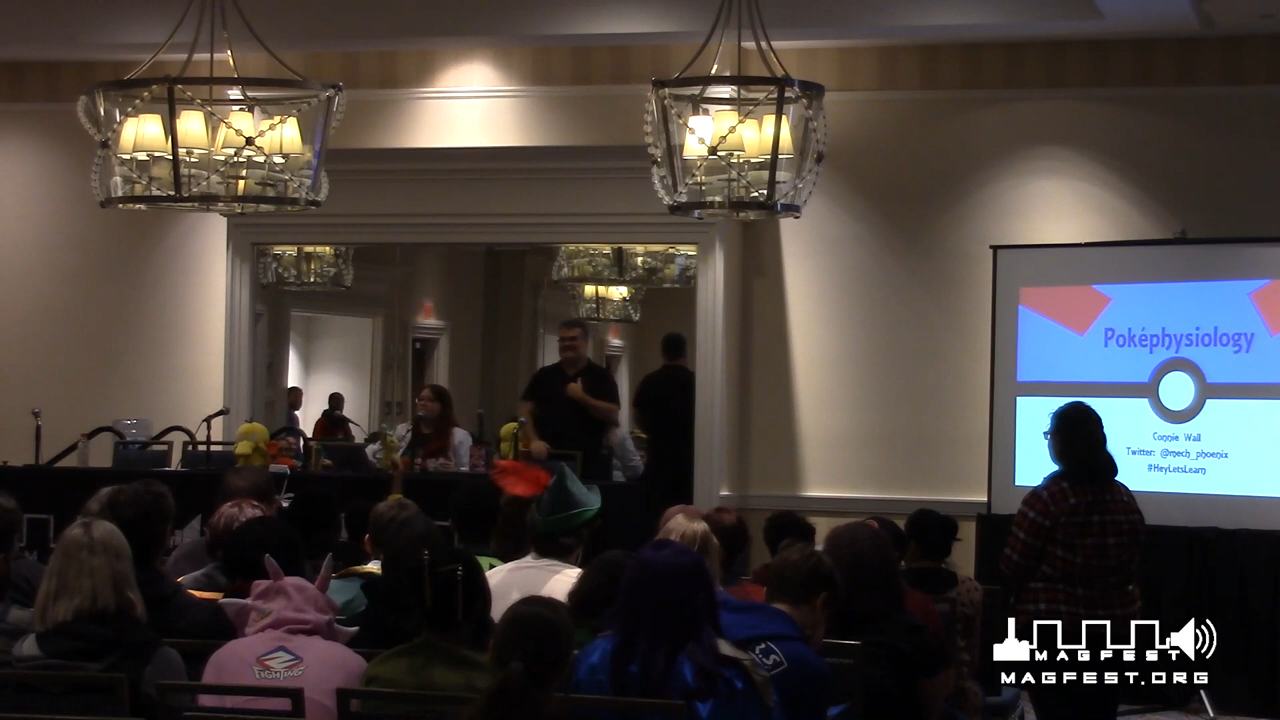 Poképhysiology
Connie Wall
Twitter: @mech_phoenix
#HeyLetsLearn
Z
FIGHTING
.S
MAGFEST
MAGFEST.ORG